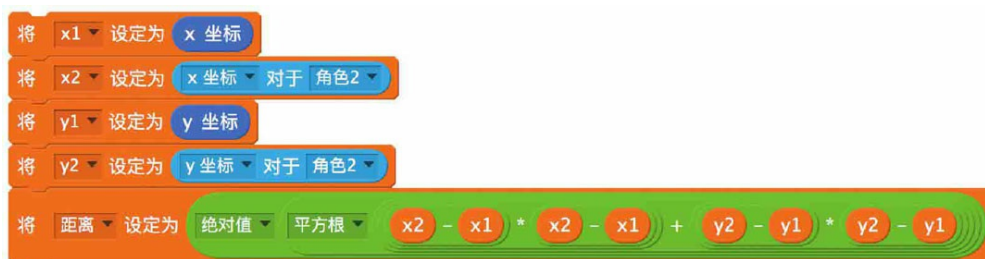 将 x1 设定为 x 坐标
将 x2 设定为 x 坐标 对于 角色2
将 y1 设定为 y 坐标
将 y2 设定为 y 坐标 对于 角色2
将 距离 设定为 绝对值 平方根 x2 - x1 * x2 - x1 + y2 - y1 * y2 - y1